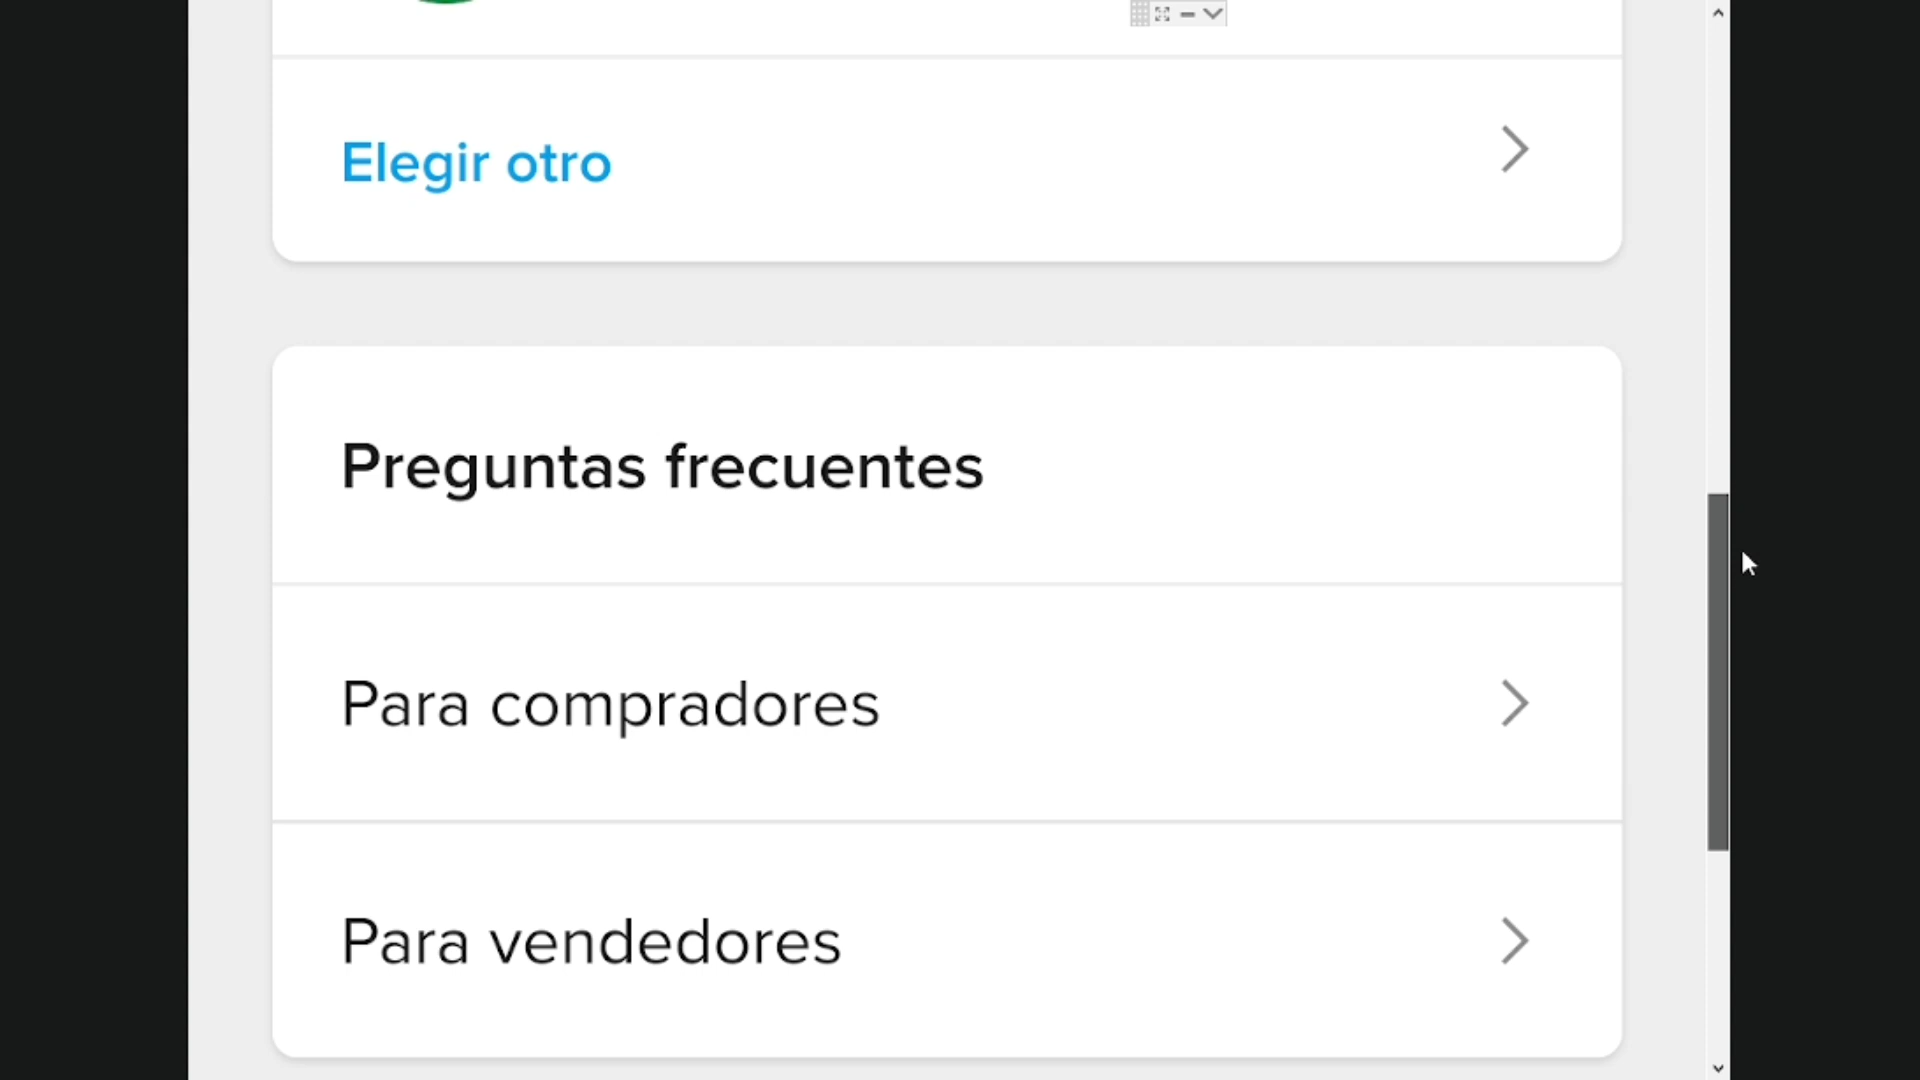 Elegir otro
Preguntas frecuentes
Para compradores
Para vendedores